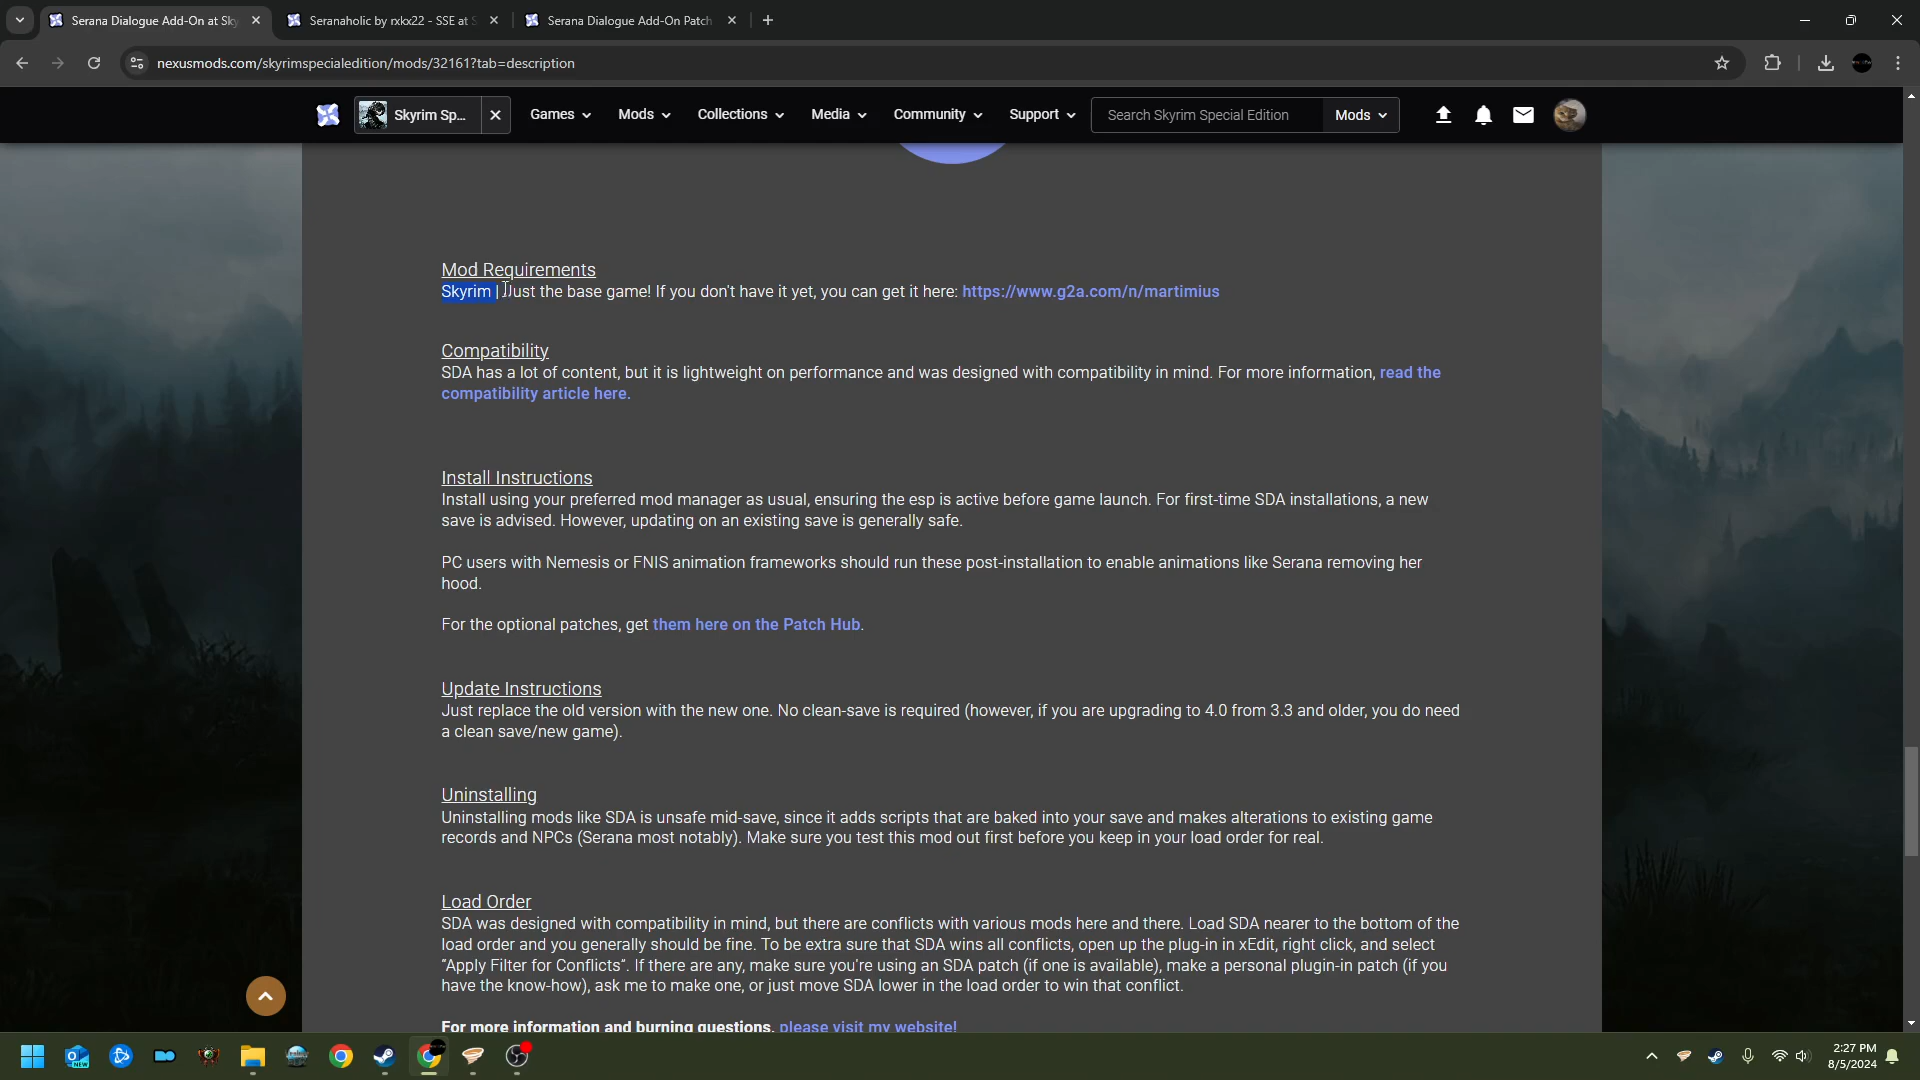 Serana Dialogue Add-On at Sky
Seranaholic by rxkx22 - SSE at S
Serana Dialogue Add-On Patch
nexusmods.com/skyrimspecialedition/mods/32161?tab=description
Skyrim Sp...
Games
Mods
Collections
Media
Community
Support
Search Skyrim Special Edition
Mods
Mod Requirements
Skyrim | Just the base game! If you don't have it yet, you can get it here: https://www.g2a.com/n/martimius
Compatibility
SDA has a lot of content, but it is lightweight on performance and was designed with compatibility in mind. For more information, read the
compatibility article here.
Install Instructions
Install using your preferred mod manager as usual, ensuring the esp is active before game launch. For first-time SDA installations, a new
save is advised. However, updating on an existing save is generally safe.
PC users with Nemesis or FNIS animation frameworks should run these post-installation to enable animations like Serana removing her
hood.
For the optional patches, get them here on the Patch Hub.
Update Instructions
Just replace the old version with the new one. No clean-save is required (however, if you are upgrading to 4.0 from 3.3 and older, you do need
a clean save/new game).
Uninstalling
Uninstalling mods like SDA is unsafe mid-save, since it adds scripts that are baked into your save and makes alterations to existing game
records and NPCs (Serana most notably). Make sure you test this mod out first before you keep in your load order for real.
Load Order
SDA was designed with compatibility in mind, but there are conflicts with various mods here and there. Load SDA nearer to the bottom of the
load order and you generally should be fine. To be extra sure that SDA wins all conflicts, open up the plug-in in xEdit, right click, and select
"Apply Filter for Conflicts". If there are any, make sure you're using an SDA patch (if one is available), make a personal plugin-in patch (if you
have the know-how), ask me to make one, or just move SDA lower in the load order to win that conflict.
For more information and burning questions, please visit my website!
NEW
2:27 PM
8/5/2024